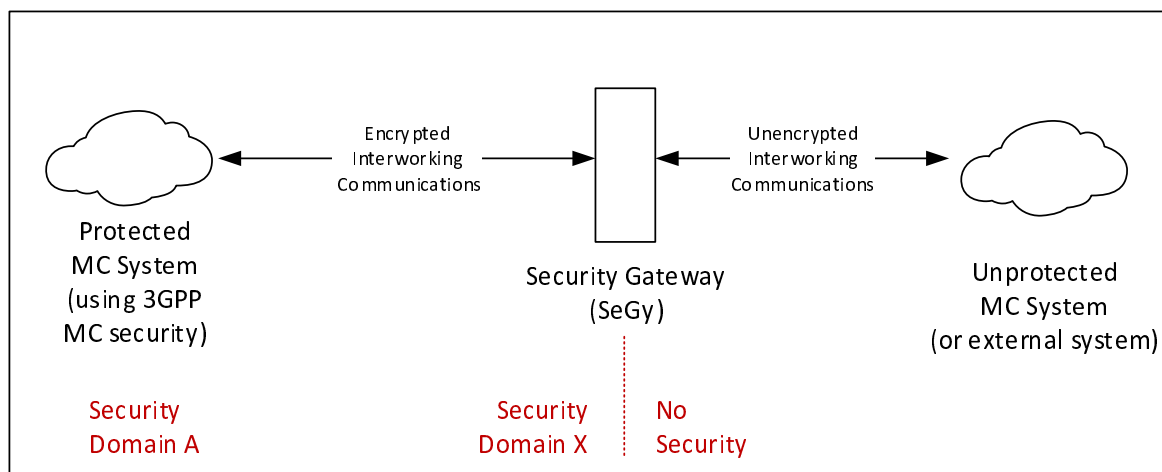 Encrypted
Interworking
Communications
Unencrypted
Interworking
Communications
Protected
MC System
(using 3GPP
MC security)
Security Gateway
(SeGy)
Unprotected
MC System
(or external system)
Security
Domain A
Security
Domain X
No
Security